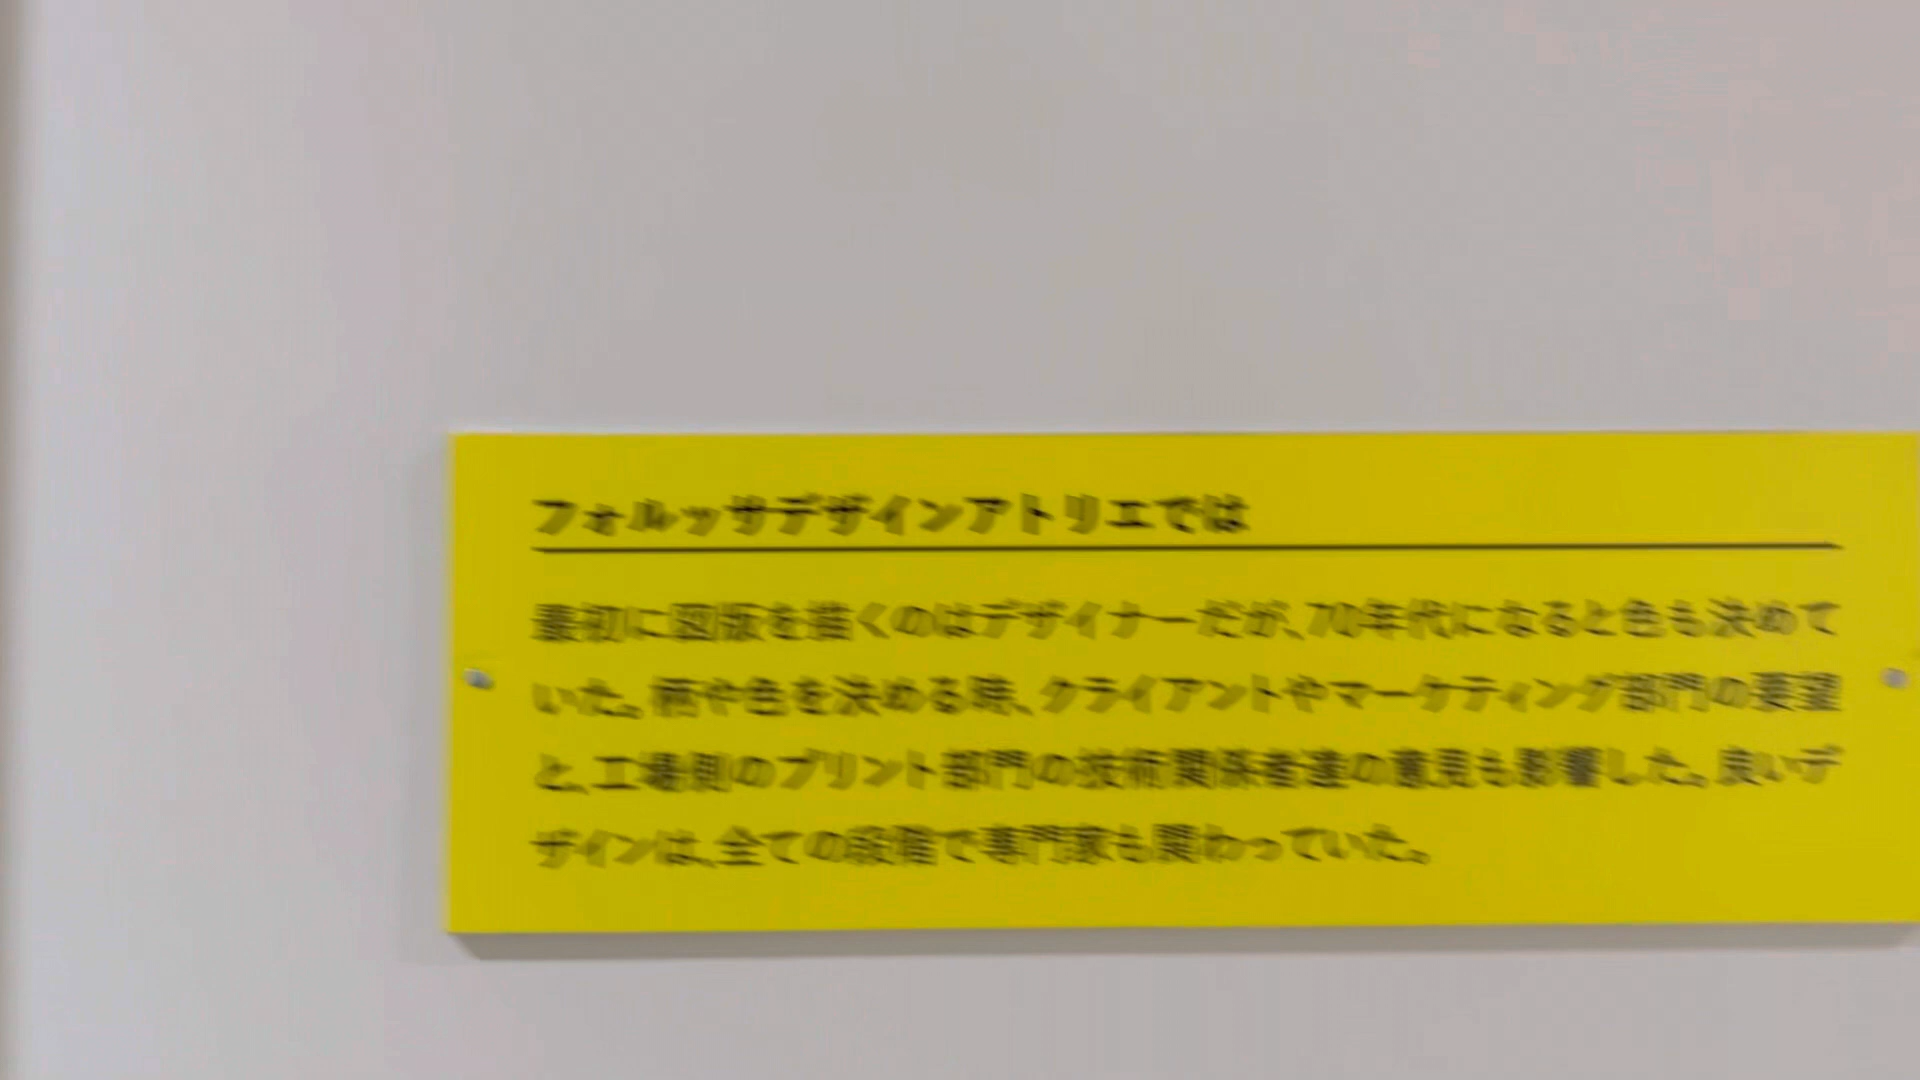 フォルッサデザインアトリエでは
最初に図版を描くのはデザイナーだが、70年代になると色も決めて
いた。柄や色を決める時、クライアントやマーケティング部門の要望
と、工場側のプリント部門の技術関係者達の意見も影響した。良いデ
ザインは、全ての段階で専門家も関わっていた。